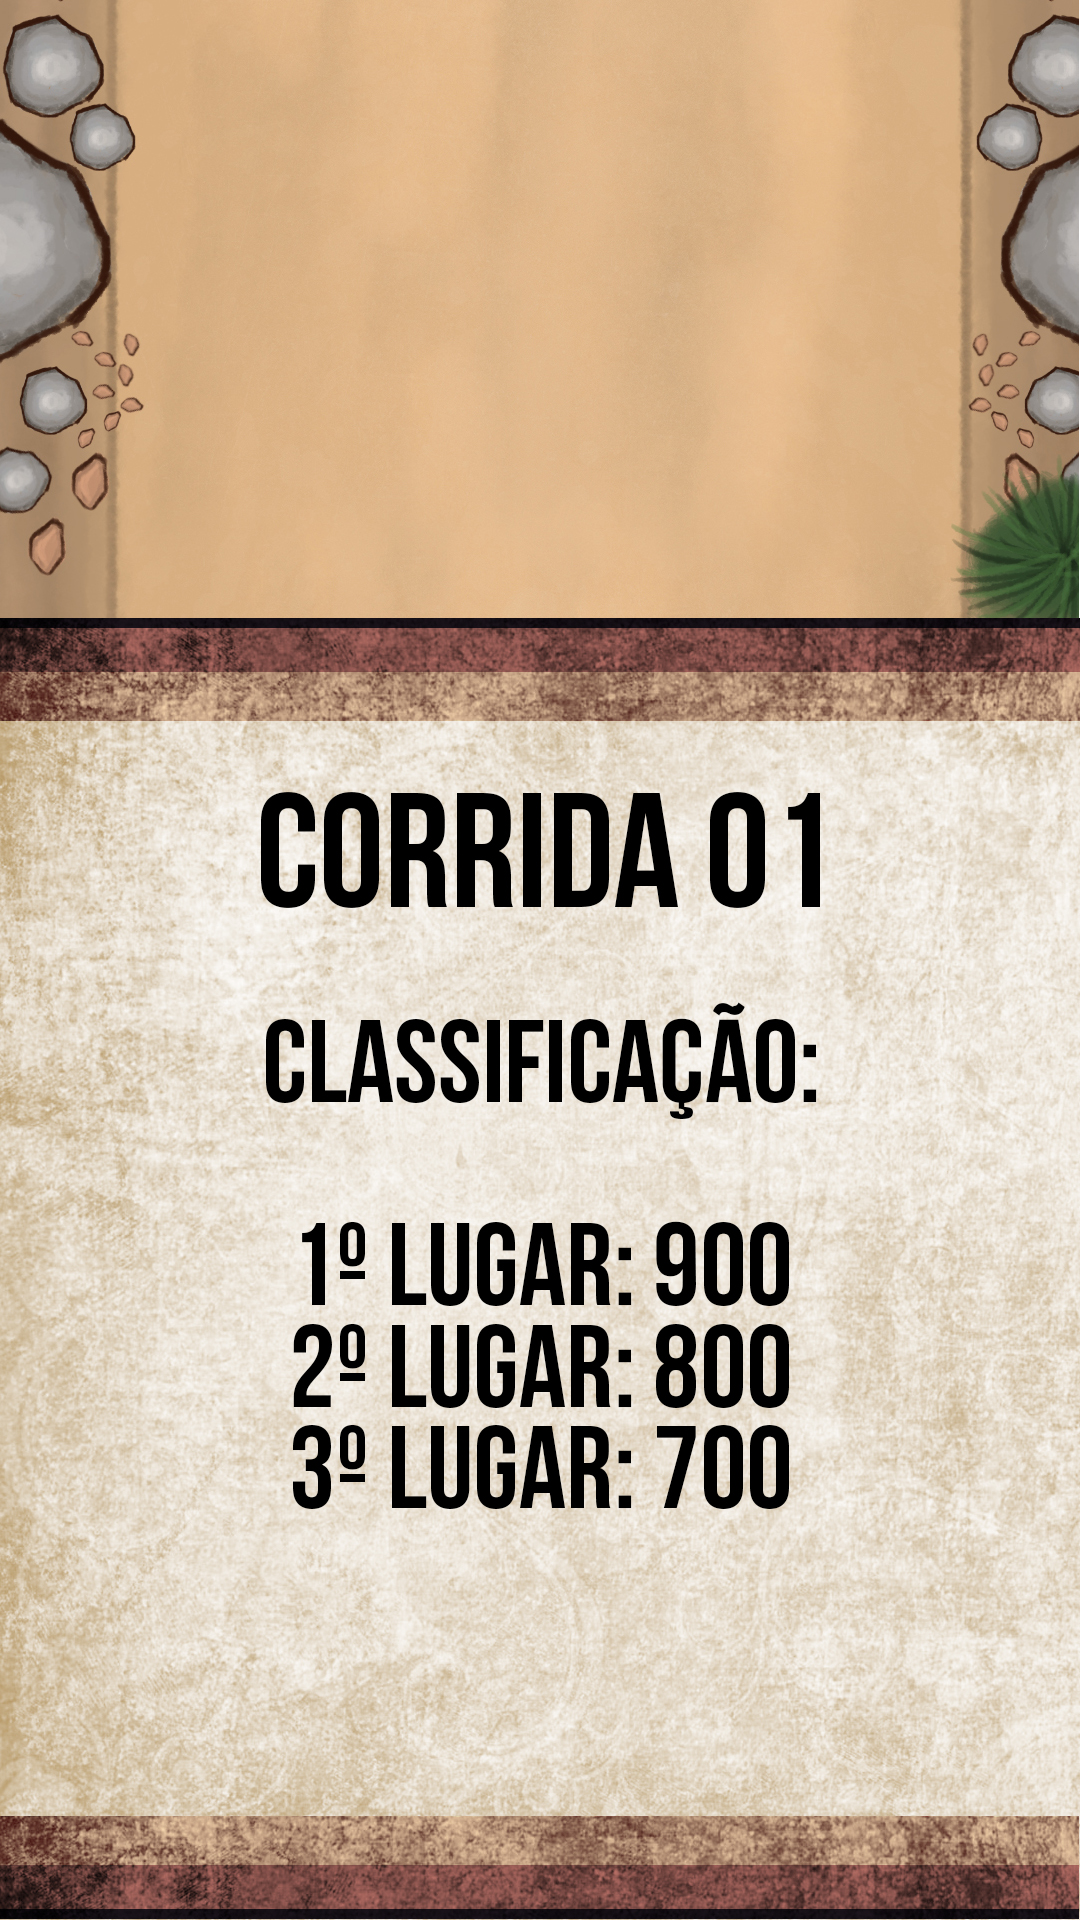 CORRIDA 01
CLASSIFICAÇÃO:
1º LUGAR: 900
2º LUGAR: 800
3º LUGAR: 700